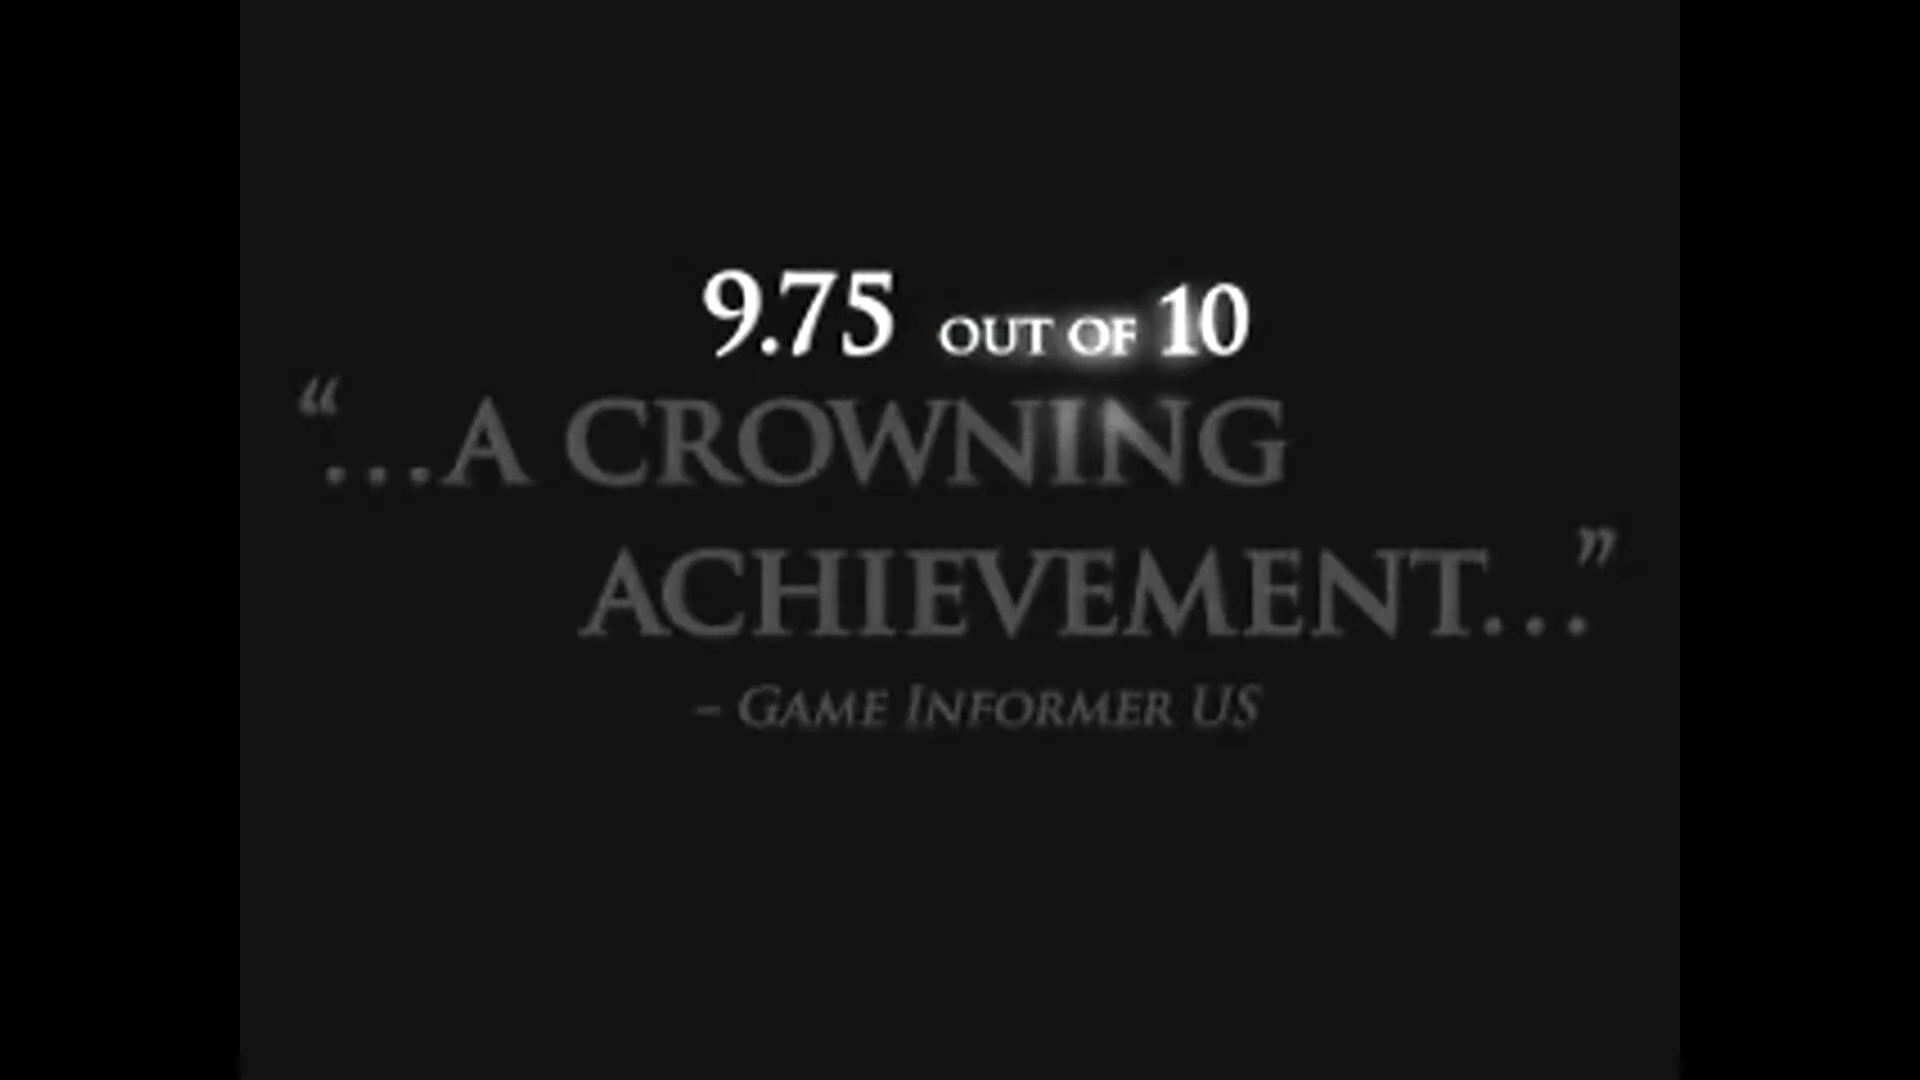 9.75 OUT OF 10
“...A CROWNING
ACHIEVEMENT...”
– GAME INFORMER US